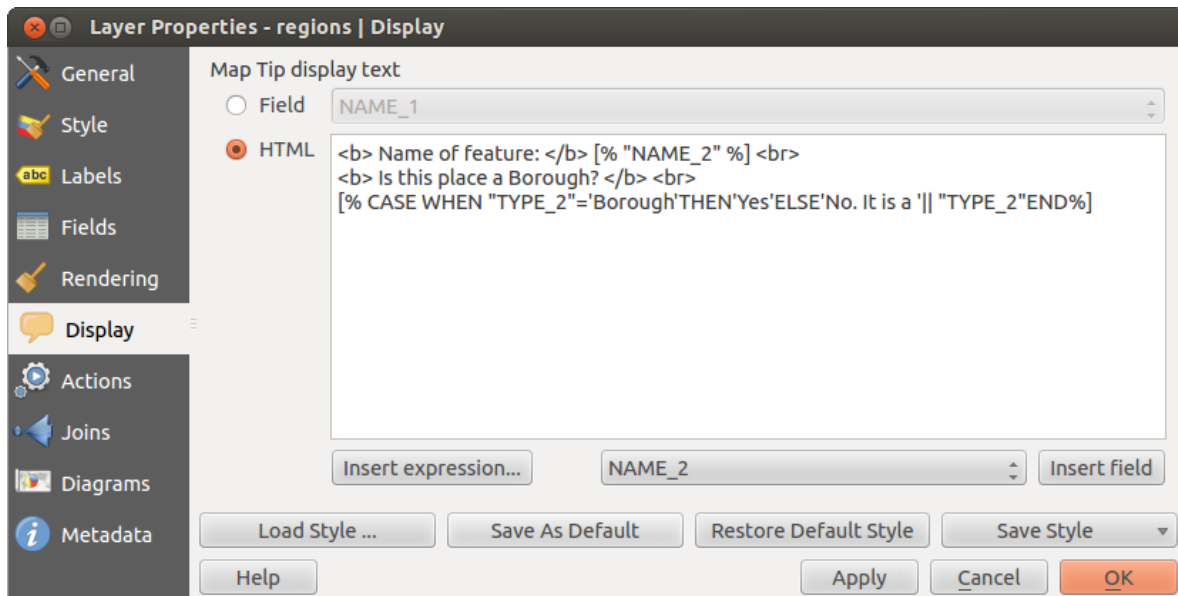 Layer Properties - regions | Display
General
Style
abc Labels
Fields
Rendering
Display
Actions
Joins
Diagrams
Metadata
Map Tip display text
Field NAME_1
HTML
<b> Name of feature: </b> [% "NAME_2" %] <br>
<b> Is this place a Borough? </b> <br>
[% CASE WHEN "TYPE_2"='Borough'THEN'Yes'ELSE'No. It is a '|| "TYPE_2"END%]
Insert expression... NAME_2 Insert field
Load Style ... Save As Default Restore Default Style Save Style
Help Apply Cancel OK